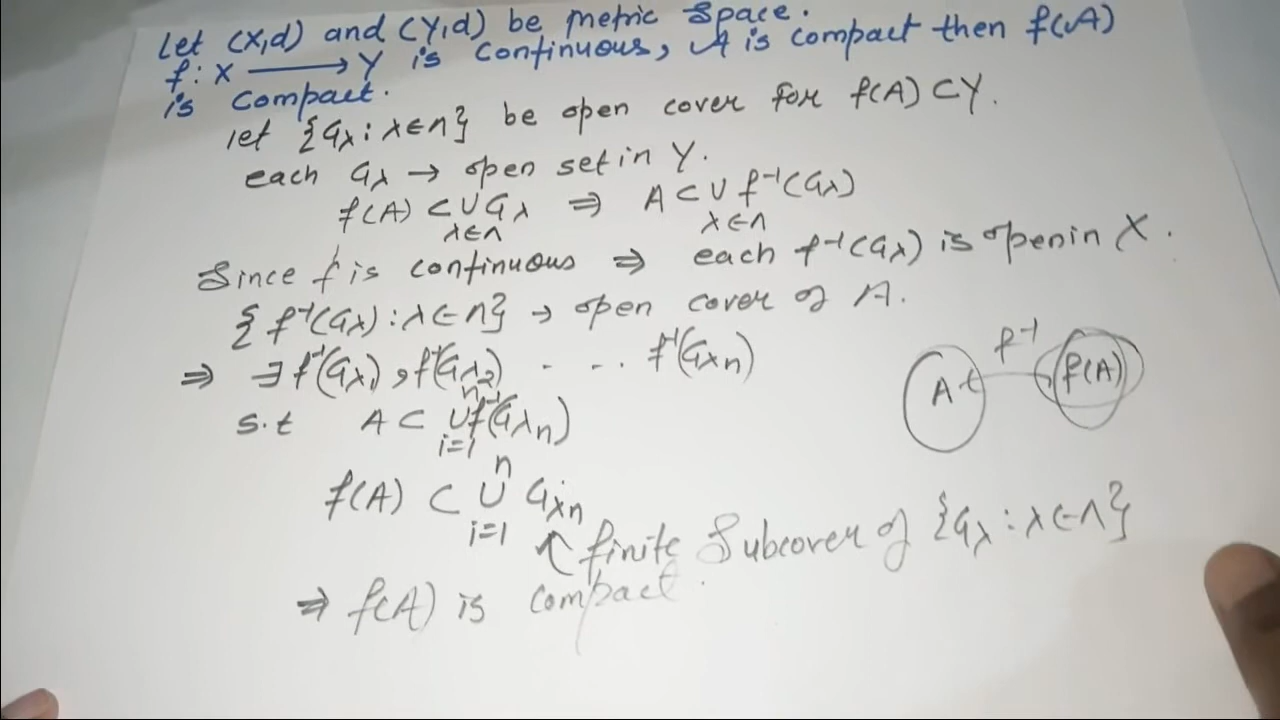 Let (X,d) and (Y,d) be metric space.
f : X ⟶ Y is continuous, A is compact then f(A)
is compact.
let {Gλ : λ∈Λ} be open cover for f(A) ⊂ Y.
each Gλ → open set in Y.
f(A) ⊂ ∪ Gλ ⇒ A ⊂ ∪ f⁻¹(Gλ)
λ∈Λ λ∈Λ
Since f is continuous ⇒ each f⁻¹(Gλ) is open in X.
{f⁻¹(Gλ) : λ∈Λ} → open cover of A.
⇒ ∃ f⁻¹(Gλ₁), f⁻¹(Gλ₂) - - . . f⁻¹(Gλn)
f⁻¹
A f(A)
n
s.t A ⊂ ∪ f⁻¹(Gλn)
i=1
n
f(A) ⊂ ∪ Gλn
i=1
finite Subcover of {Gλ : λ∈Λ}
⇒ f(A) is compact.